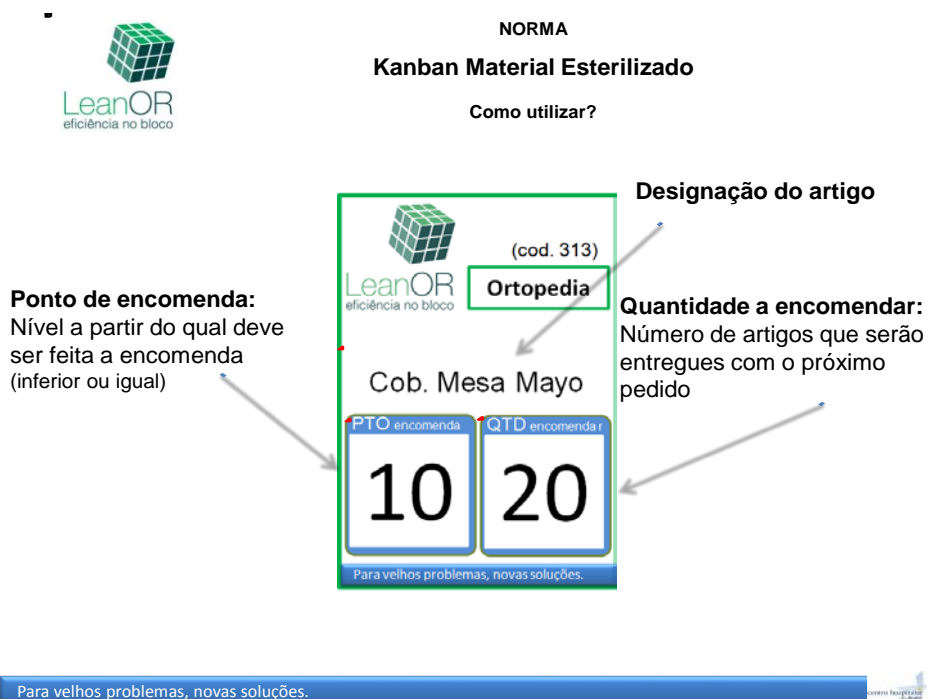 NORMA
Kanban Material Esterilizado
Como utilizar?
LeanOR
eficiência no bloco
Designação do artigo
(cod. 313)
LeanOR
eficiência no bloco
Ortopedia
Ponto de encomenda:
Nível a partir do qual deve
ser feita a encomenda
(inferior ou igual)
Quantidade a encomendar:
Número de artigos que serão
entregues com o próximo
pedido
Cob. Mesa Mayo
PTO encomenda
QTD encomendar
10
20
Para velhos problemas, novas soluções.
Para velhos problemas, novas soluções.
centro hospitalar